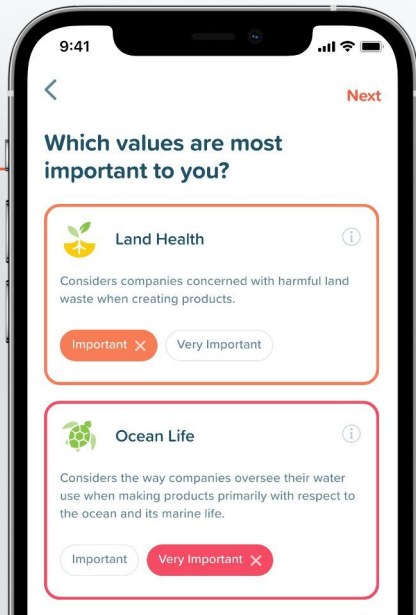 9:41
Next
Which values are most
important to you?
Land Health
Considers companies concerned with harmful land
waste when creating products.
Important
Very Important
Ocean Life
Considers the way companies oversee their water
use when making products primarily with respect to
the ocean and its marine life.
Important
Very Important